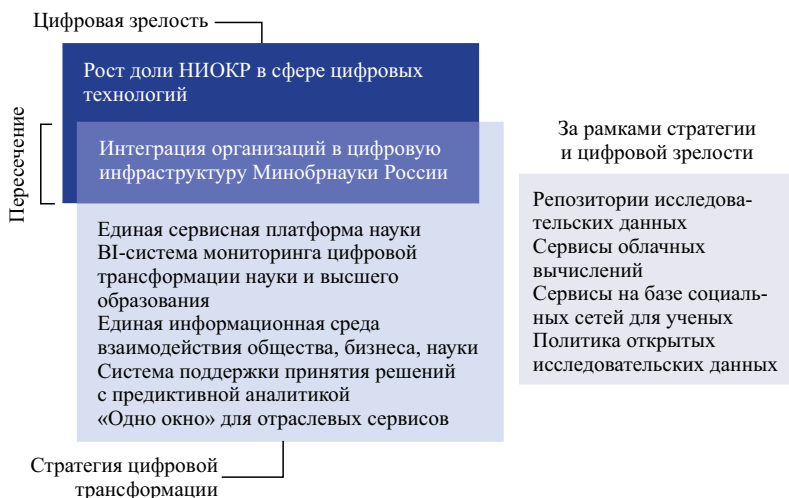 Цифровая зрелость
Рост доли НИОКР в сфере цифровых
технологий
Пересечение
Интеграция организаций в цифровую
инфраструктуру Минобрнауки России
Единая сервисная платформа науки
BI-система мониторинга цифровой
трансформации науки и высшего
образования
Единая информационная среда
взаимодействия общества, бизнеса, науки
Система поддержки принятия решений
с предиктивной аналитикой
«Одно окно» для отраслевых сервисов
Стратегия цифровой
трансформации
За рамками стратегии
и цифровой зрелости
Репозитории исследова-
тельских данных
Сервисы облачных
вычислений
Сервисы на базе социаль-
ных сетей для ученых
Политика открытых
исследовательских данных